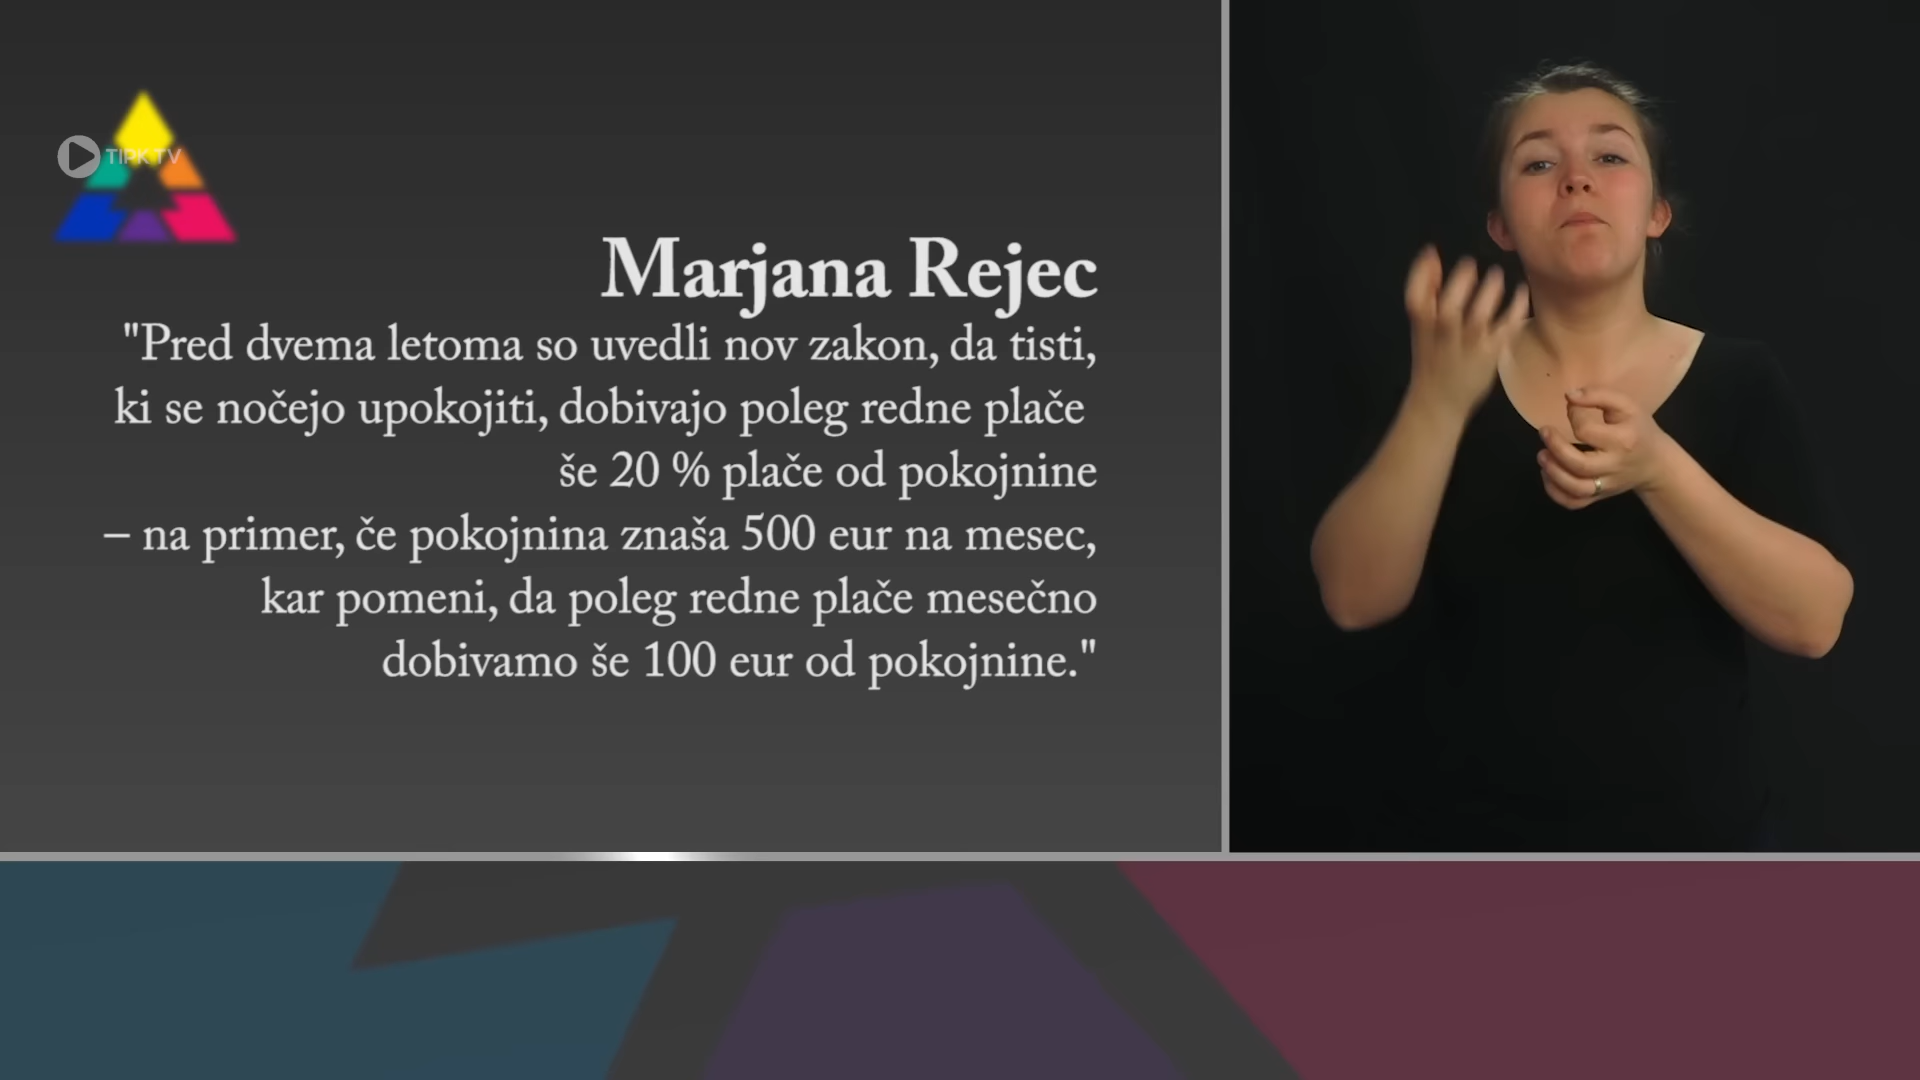 TIPK TV
Marjana Rejec
"Pred dvema letoma so uvedli nov zakon, da tisti,
ki se nočejo upokojiti, dobivajo poleg redne plače
še 20 % plače od pokojnine
– na primer, če pokojnina znaša 500 eur na mesec,
kar pomeni, da poleg redne plače mesečno
dobivamo še 100 eur od pokojnine."